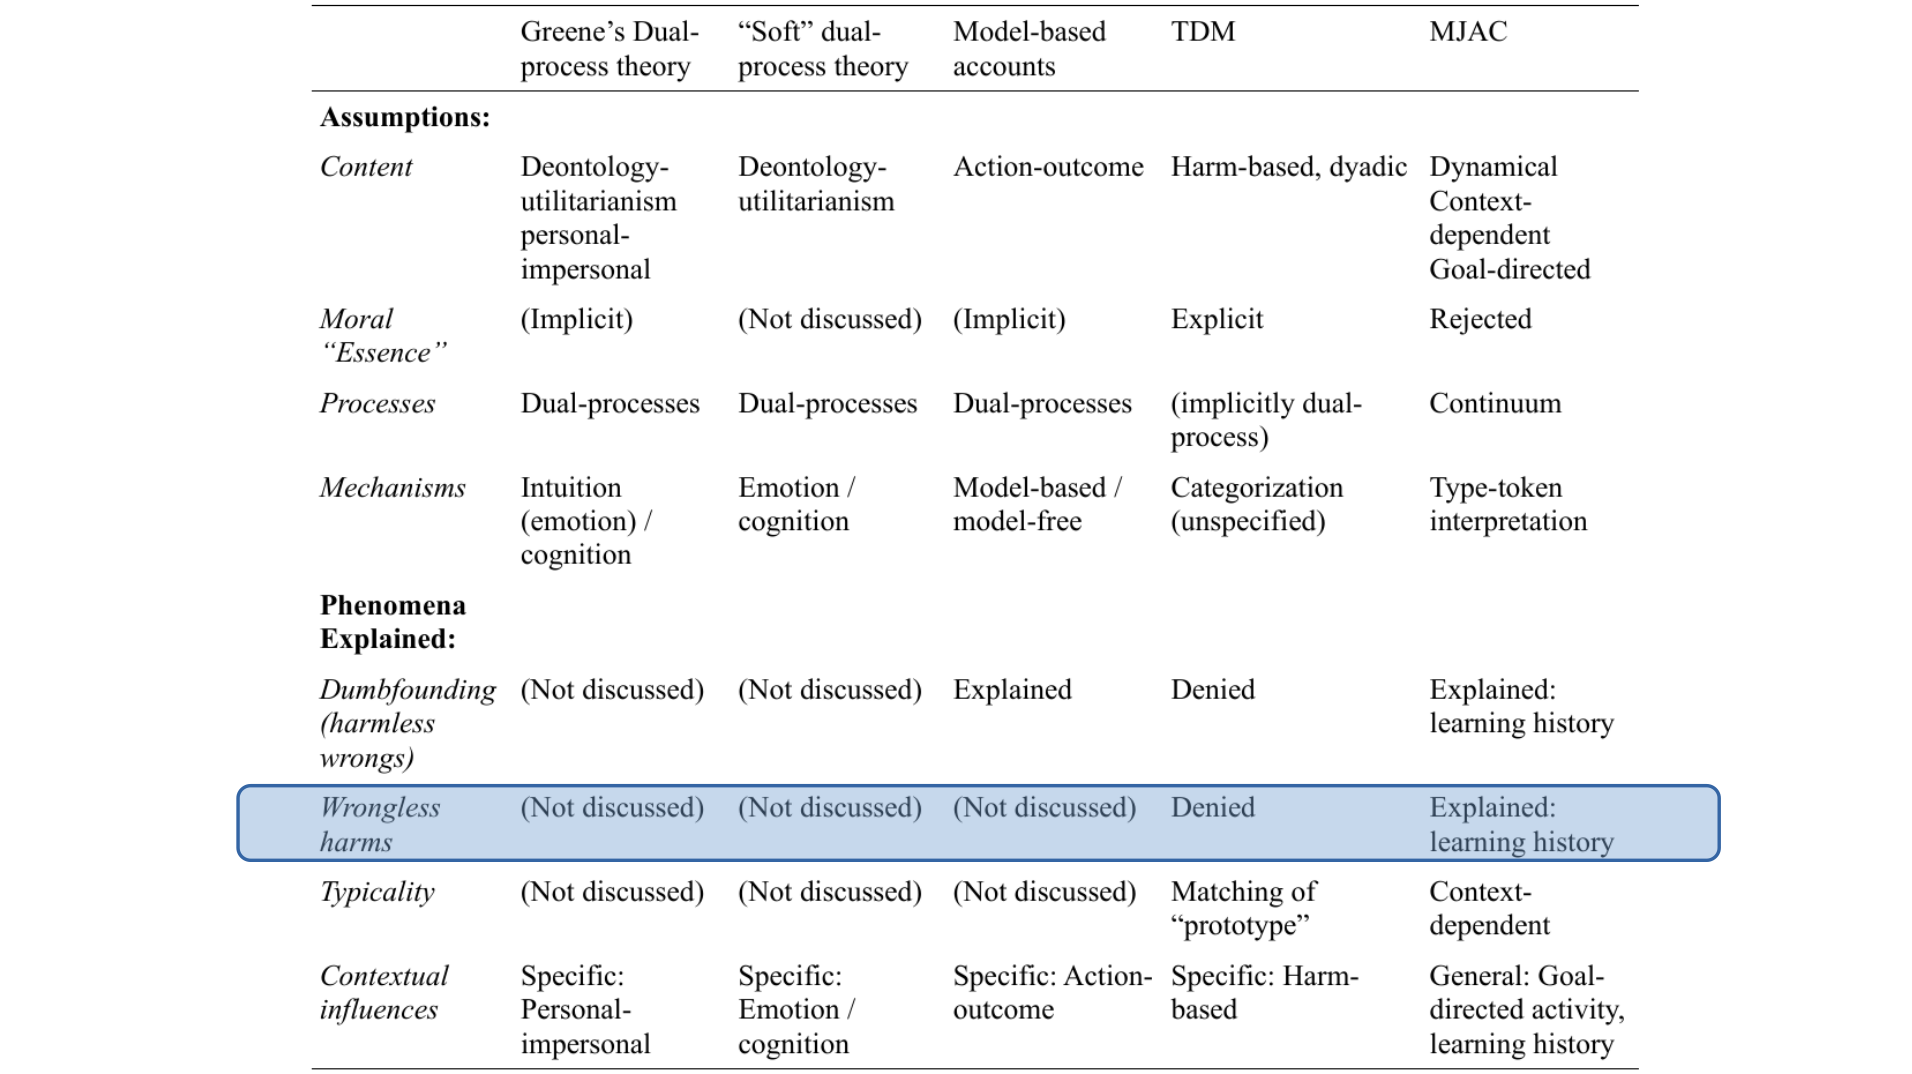 Greene’s Dual-process theory “Soft” dual-process theory Model-based accounts TDM MJAC
Assumptions:
Content Deontology-utilitarianism personal-impersonal Deontology-utilitarianism Action-outcome Harm-based, dyadic Dynamical Context-dependent Goal-directed
Moral “Essence” (Implicit) (Not discussed) (Implicit) Explicit Rejected
Processes Dual-processes Dual-processes Dual-processes (implicitly dual-process) Continuum
Mechanisms Intuition (emotion) / cognition Emotion / cognition Model-based / model-free Categorization (unspecified) Type-token interpretation
Phenomena Explained:
Dumbfounding (harmless wrongs) (Not discussed) (Not discussed) Explained Denied Explained: learning history
Wrongless harms (Not discussed) (Not discussed) (Not discussed) Denied Explained: learning history
Typicality (Not discussed) (Not discussed) (Not discussed) Matching of “prototype” Context-dependent
Contextual influences Specific: Personal-impersonal Specific: Emotion / cognition Specific: Action-outcome Specific: Harm-based General: Goal-directed activity, learning history